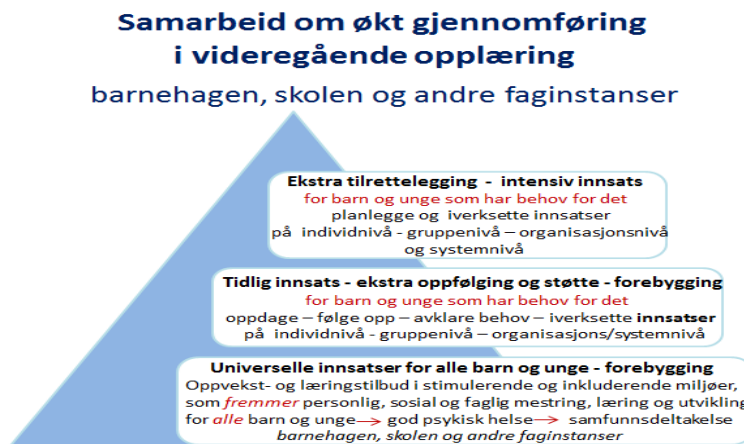 Samarbeid om økt gjennomføring
i videregående opplæring
barnehagen, skolen og andre faginstanser
Ekstra tilrettelegging - intensiv innsats
for barn og unge som har behov for det
planlegge og iverksette innsatser
på individnivå - gruppenivå – organisasjonsnivå
og systemnivå
Tidlig innsats - ekstra oppfølging og støtte - forebygging
for barn og unge som har behov for det
oppdage – følge opp – avklare behov – iverksette innsatser
på individnivå - gruppenivå – organisasjons/systemnivå
Universelle innsatser for alle barn og unge - forebygging
Oppvekst- og læringstilbud i stimulerende og inkluderende miljøer,
som fremmer personlig, sosial og faglig mestring, læring og utvikling
for alle barn og unge → god psykisk helse → samfunnsdeltakelse
barnehagen, skolen og andre faginstanser